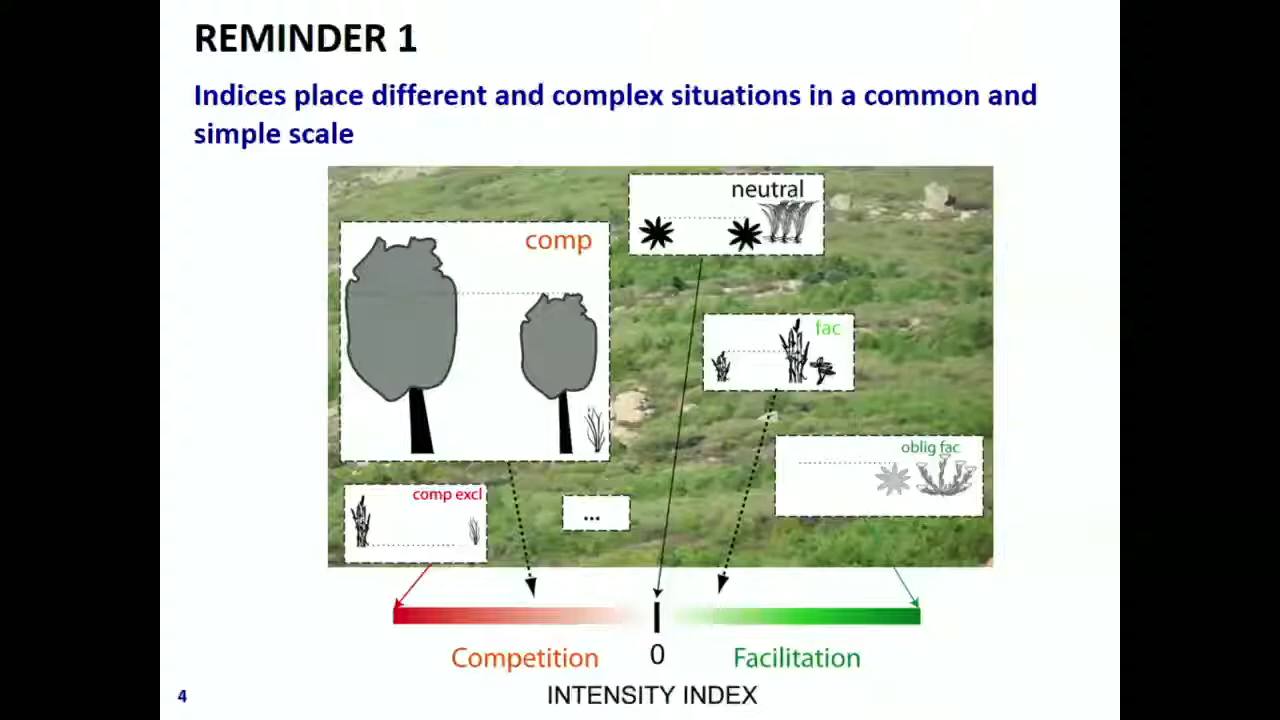 REMINDER 1
Indices place different and complex situations in a common and
simple scale
neutral
comp
fac
oblig fac
comp excl
...
Competition
0
Facilitation
INTENSITY INDEX
4